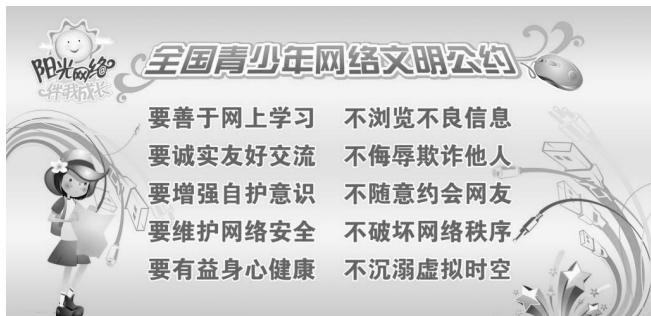 阳光网络
伴我成长
全国青少年网络文明公约
要善于网上学习 不浏览不良信息
要诚实友好交流 不侮辱欺诈他人
要增强自护意识 不随意约会网友
要维护网络安全 不破坏网络秩序
要有益身心健康 不沉溺虚拟时空